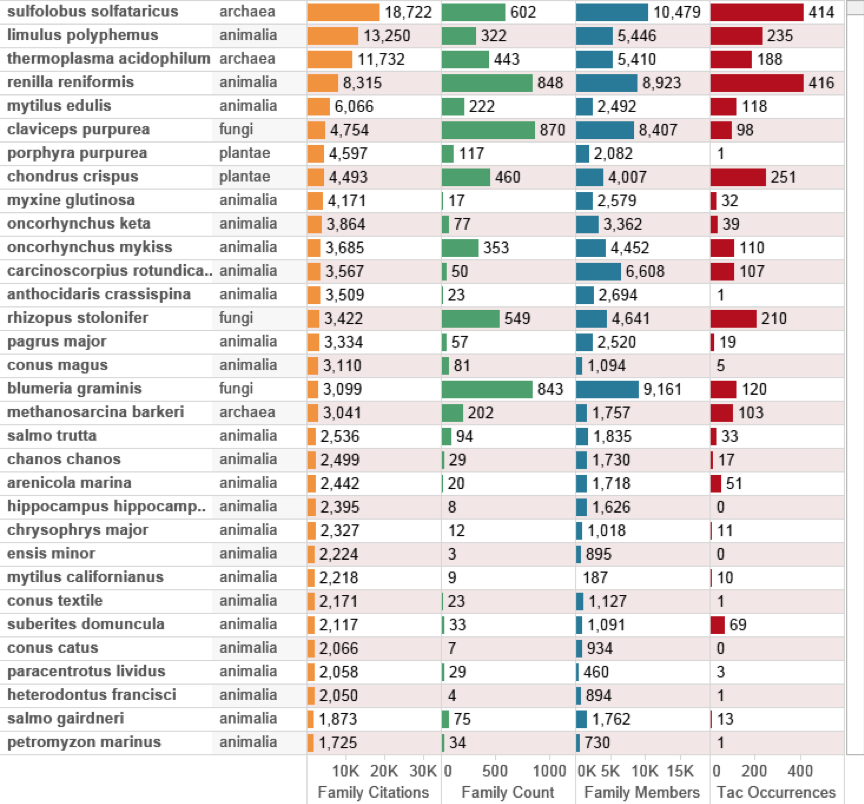 sulfolobus solfataricus archaea 18,722 602 10,479 414
limulus polyphemus animalia 13,250 322 5,446 235
thermoplasma acidophilum archaea 11,732 443 5,410 188
renilla reniformis animalia 8,315 848 8,923 416
mytilus edulis animalia 6,066 222 2,492 118
claviceps purpurea fungi 4,754 870 8,407 98
porphyra purpurea plantae 4,597 117 2,082 1
chondrus crispus plantae 4,493 460 4,007 251
myxine glutinosa animalia 4,171 17 2,579 32
oncorhynchus keta animalia 3,864 77 3,362 39
oncorhynchus mykiss animalia 3,685 353 4,452 110
carcinoscorpius rotundica.. animalia 3,567 50 6,608 107
anthocidaris crassispina animalia 3,509 23 2,694 1
rhizopus stolonifer fungi 3,422 549 4,641 210
pagrus major animalia 3,334 57 2,520 19
conus magus animalia 3,110 81 1,094 5
blumeria graminis fungi 3,099 843 9,161 120
methanosarcina barkeri archaea 3,041 202 1,757 103
salmo trutta animalia 2,536 94 1,835 33
chanos chanos animalia 2,499 29 1,730 17
arenicola marina animalia 2,442 20 1,718 51
hippocampus hippocamp.. animalia 2,395 8 1,626 0
chrysophrys major animalia 2,327 12 1,018 11
ensis minor animalia 2,224 3 895 0
mytilus californianus animalia 2,218 9 187 10
conus textile animalia 2,171 23 1,127 1
suberites domuncula animalia 2,117 33 1,091 69
conus catus animalia 2,066 7 934 0
paracentrotus lividus animalia 2,058 29 460 3
heterodontus francisci animalia 2,050 4 894 1
salmo gairdneri animalia 1,873 75 1,762 13
petromyzon marinus animalia 1,725 34 730 1
10K 20K 30K 0 500 1000 0K 5K 10K 15K 0 200 400
Family Citations Family Count Family Members Tac Occurrences